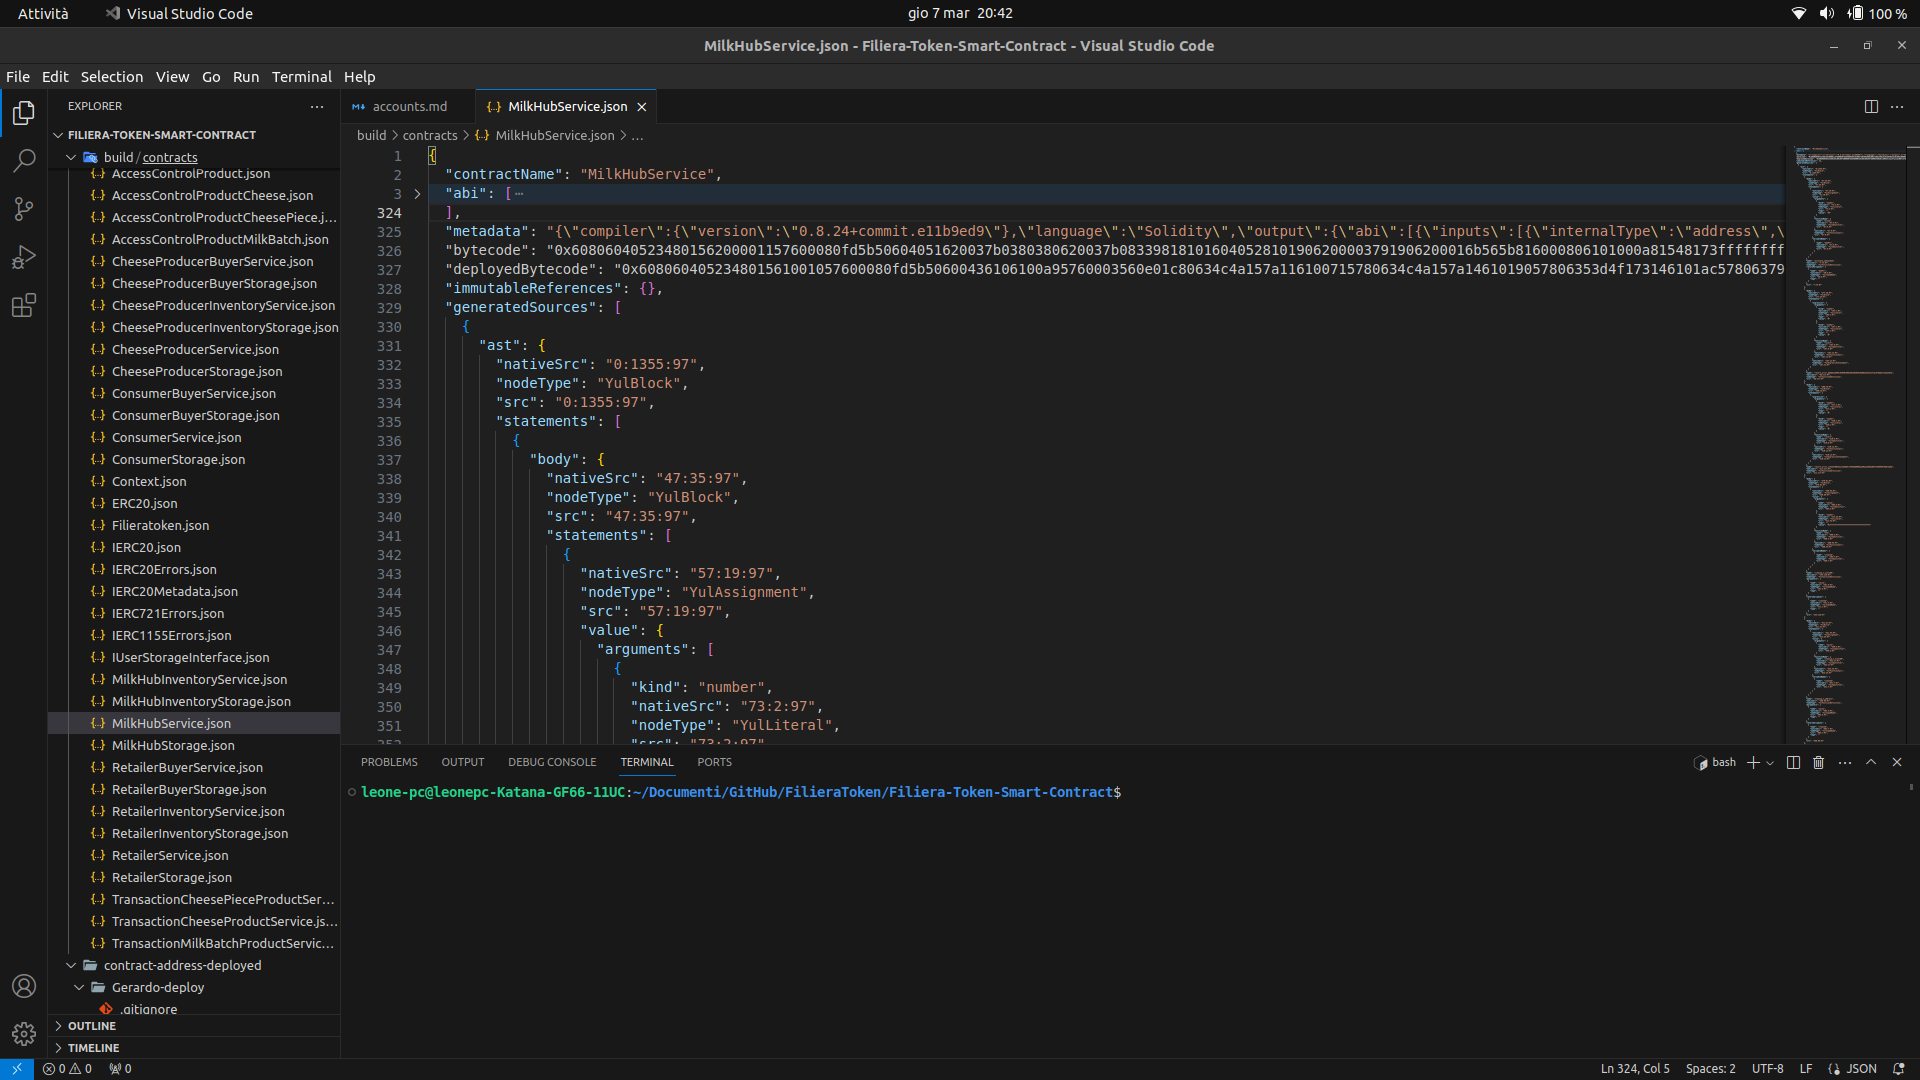 Attività
Visual Studio Code
gio 7 mar 20:42
100 %
MilkHubService.json - Filiera-Token-Smart-Contract - Visual Studio Code
File Edit Selection View Go Run Terminal Help
EXPLORER
FILIERA-TOKEN-SMART-CONTRACT
build/contracts
AccessControlProduct.json
AccessControlProductCheese.json
AccessControlProductCheesePiece.j...
AccessControlProductMilkBatch.json
CheeseProducerBuyerService.json
CheeseProducerBuyerStorage.json
CheeseProducerInventoryService.json
CheeseProducerInventoryStorage.json
CheeseProducerService.json
CheeseProducerStorage.json
ConsumerBuyerService.json
ConsumerBuyerStorage.json
ConsumerService.json
ConsumerStorage.json
Context.json
ERC20.json
Filieratoken.json
IERC20.json
IERC20Errors.json
IERC20Metadata.json
IERC721Errors.json
IERC1155Errors.json
IUserStorageInterface.json
MilkHubInventoryService.json
MilkHubInventoryStorage.json
MilkHubService.json
MilkHubStorage.json
RetailerBuyerService.json
RetailerBuyerStorage.json
RetailerInventoryService.json
RetailerInventoryStorage.json
RetailerService.json
RetailerStorage.json
TransactionCheesePieceProductSer...
TransactionCheeseProductService.js...
TransactionMilkBatchProductServic...
contract-address-deployed
Gerardo-deploy
.gitignore
OUTLINE
TIMELINE
accounts.md
MilkHubService.json
build > contracts > {..} MilkHubService.json > ...
1 {
2 "contractName": "MilkHubService",
3 "abi": [
324 ],
325 "metadata": "{\"compiler\":{\"version\":\"0.8.24+commit.e11b9ed9\"},\"language\":\"Solidity\",\"output\":{\"abi\":[{\"inputs\":[{\"internalType\":\"address\",\
326 "bytecode":
327 "deployedBytecode":
328 "immutableReferences": {},
329 "generatedSources": [
330 {
331 "ast": {
332 "nativeSrc": "0:1355:97",
333 "nodeType": "YulBlock",
334 "src": "0:1355:97",
335 "statements": [
336 {
337 "body": {
338 "nativeSrc": "47:35:97",
339 "nodeType": "YulBlock",
340 "src": "47:35:97",
341 "statements": [
342 {
343 "nativeSrc": "57:19:97",
344 "nodeType": "YulAssignment",
345 "src": "57:19:97",
346 "value": {
347 "arguments": [
348 {
349 "kind": "number",
350 "nativeSrc": "73:2:97",
351 "nodeType": "YulLiteral",
352 "src": "73:2:97"
PROBLEMS OUTPUT DEBUG CONSOLE TERMINAL PORTS
bash
leone-pc@leonepc-Katana-GF66-11UC:~/Documenti/GitHub/FilieraToken/Filiera-Token-Smart-Contract$
0 0 0
Ln 324, Col 5 Spaces: 2 UTF-8 LF JSON